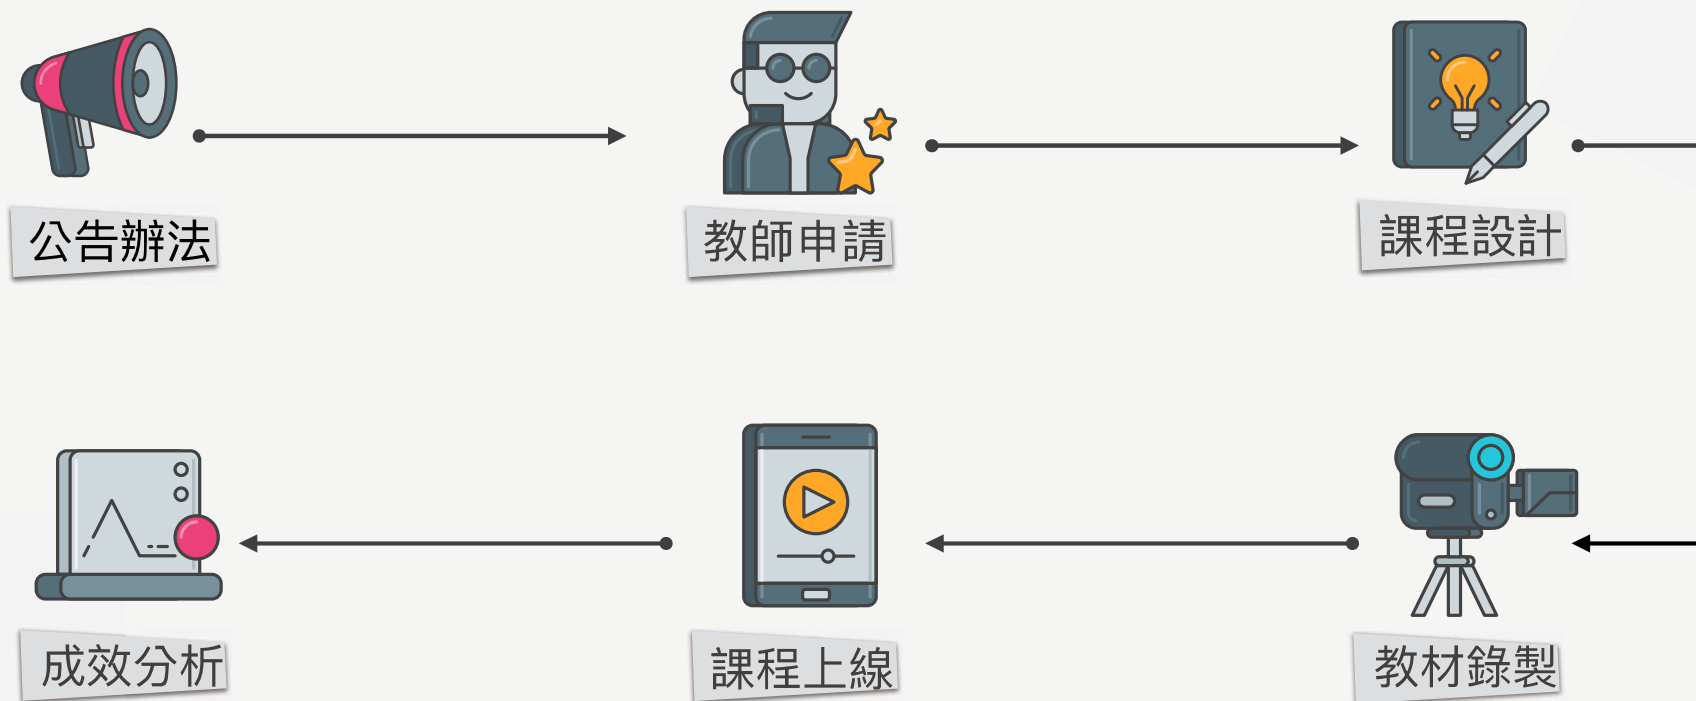 公告辦法
教師申請
課程設計
教材錄製
課程上線
成效分析